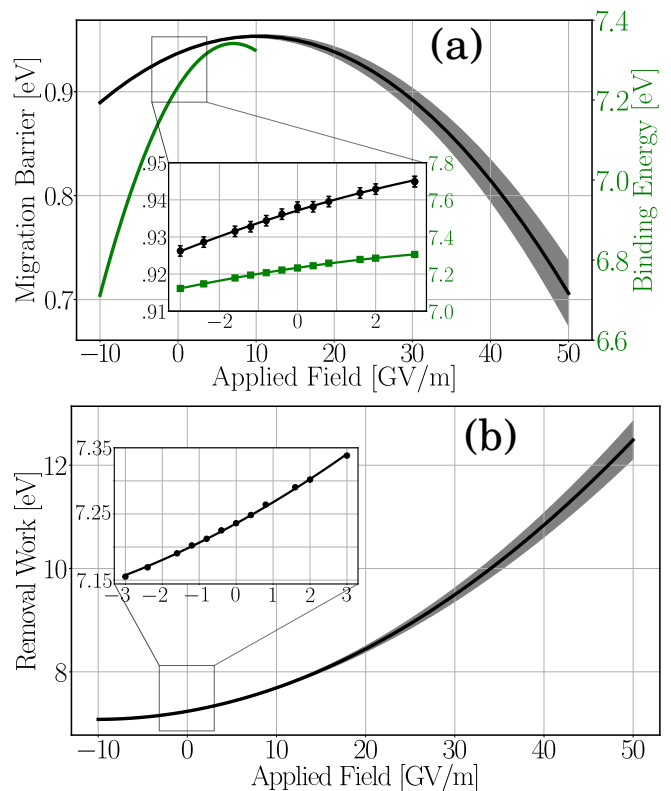 (a)
Migration Barrier [eV]
0.9
0.8
0.7
7.4
7.2
7.0
6.8
6.6
Binding Energy [eV]
.95
.94
.93
.92
.91
7.8
7.6
7.4
7.2
7.0
−2 0 2
−10 0 10 20 30 40 50
Applied Field [GV/m]
(b)
Removal Work [eV]
12
10
8
7.35
7.25
7.15
−3 −2 −1 0 1 2 3
−10 0 10 20 30 40 50
Applied Field [GV/m]